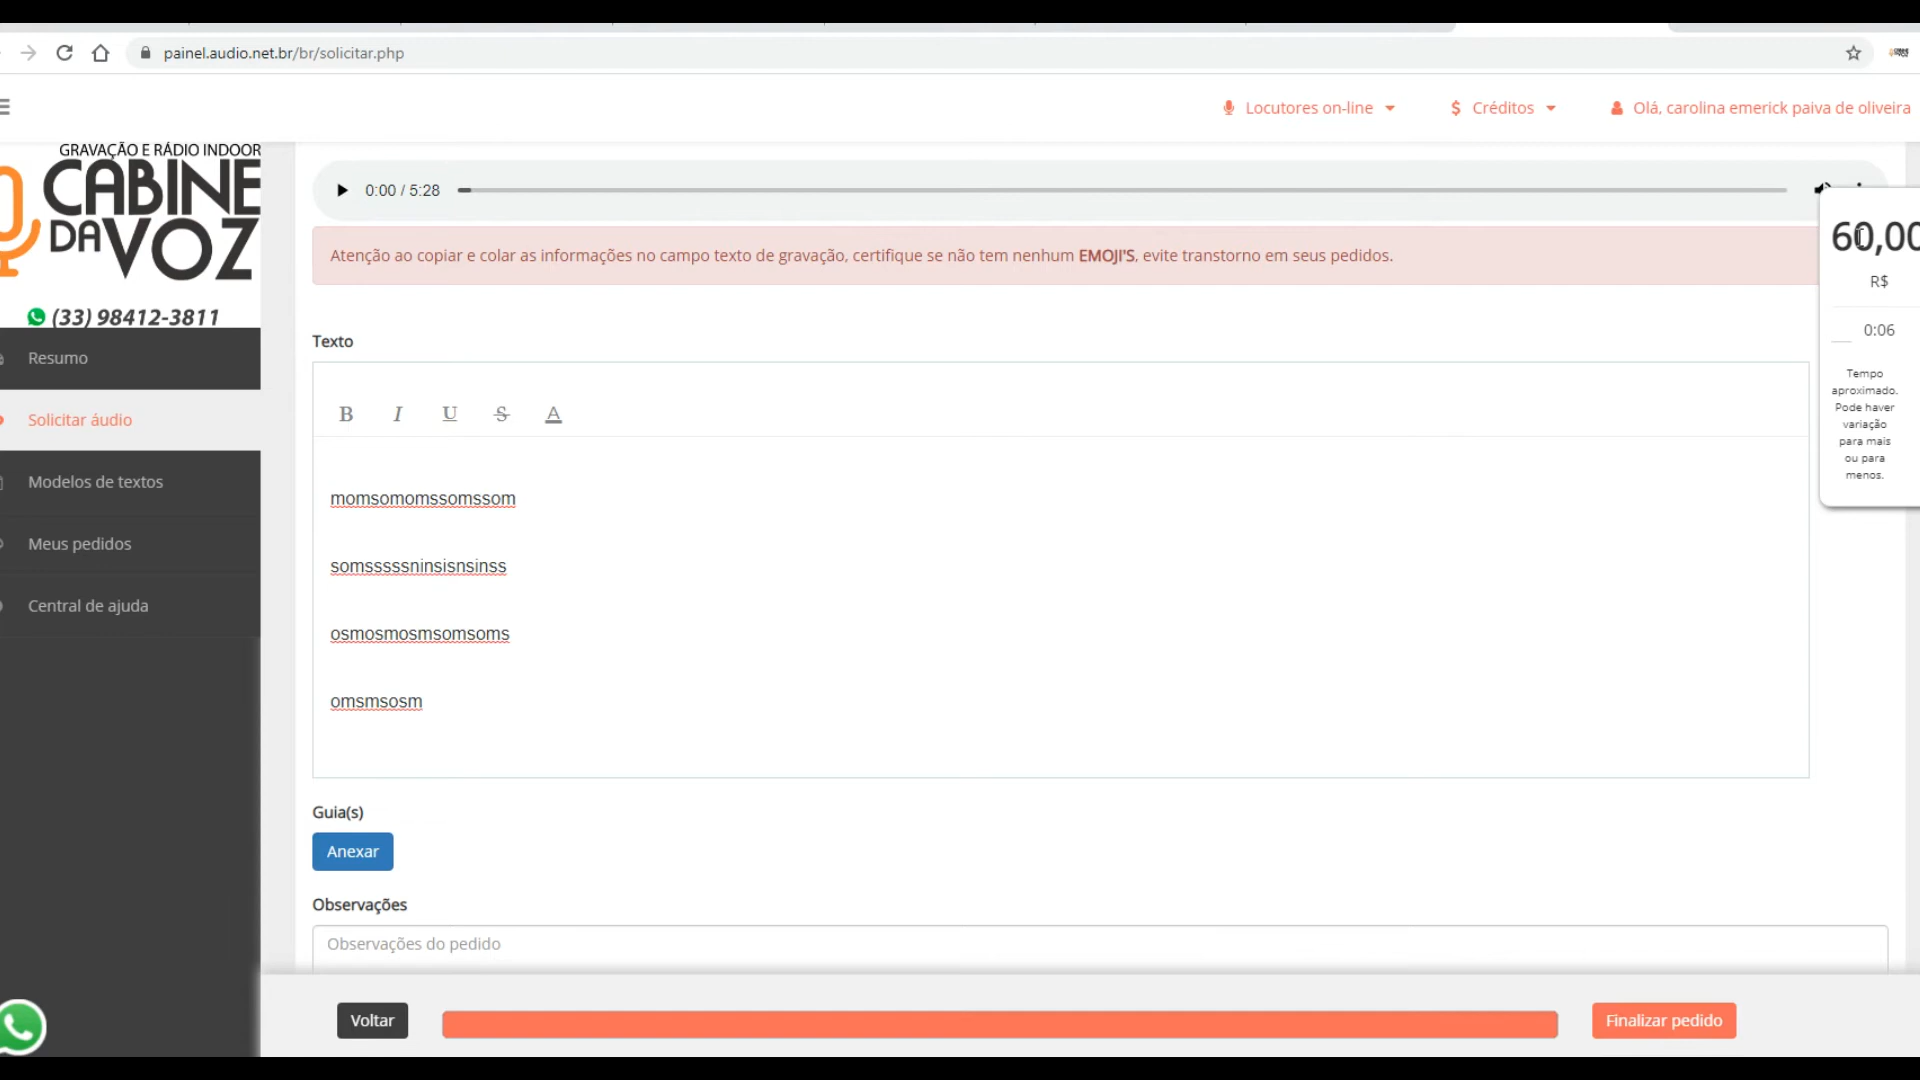 painel.audio.net.br/br/solicitar.php
Locutores on-line
Créditos
Olá, carolina emerick paiva de oliveira
GRAVAÇÃO E RÁDIO INDOOR
CABINE
DA VOZ
(33) 98412-3811
Resumo
Solicitar áudio
Modelos de textos
Meus pedidos
Central de ajuda
0:00 / 5:28
Atenção ao copiar e colar as informações no campo texto de gravação, certifique se não tem nenhum EMOJI'S, evite transtorno em seus pedidos.
60,00
R$
0:06
Tempo
aproximado.
Pode haver
variação
para mais
ou para
menos.
Texto
B I U S A
momsomomssomssom
somsssssninsisnsinss
osmosmosmsomsoms
omsmsosm
Guia(s)
Anexar
Observações
Observações do pedido
Voltar
Finalizar pedido